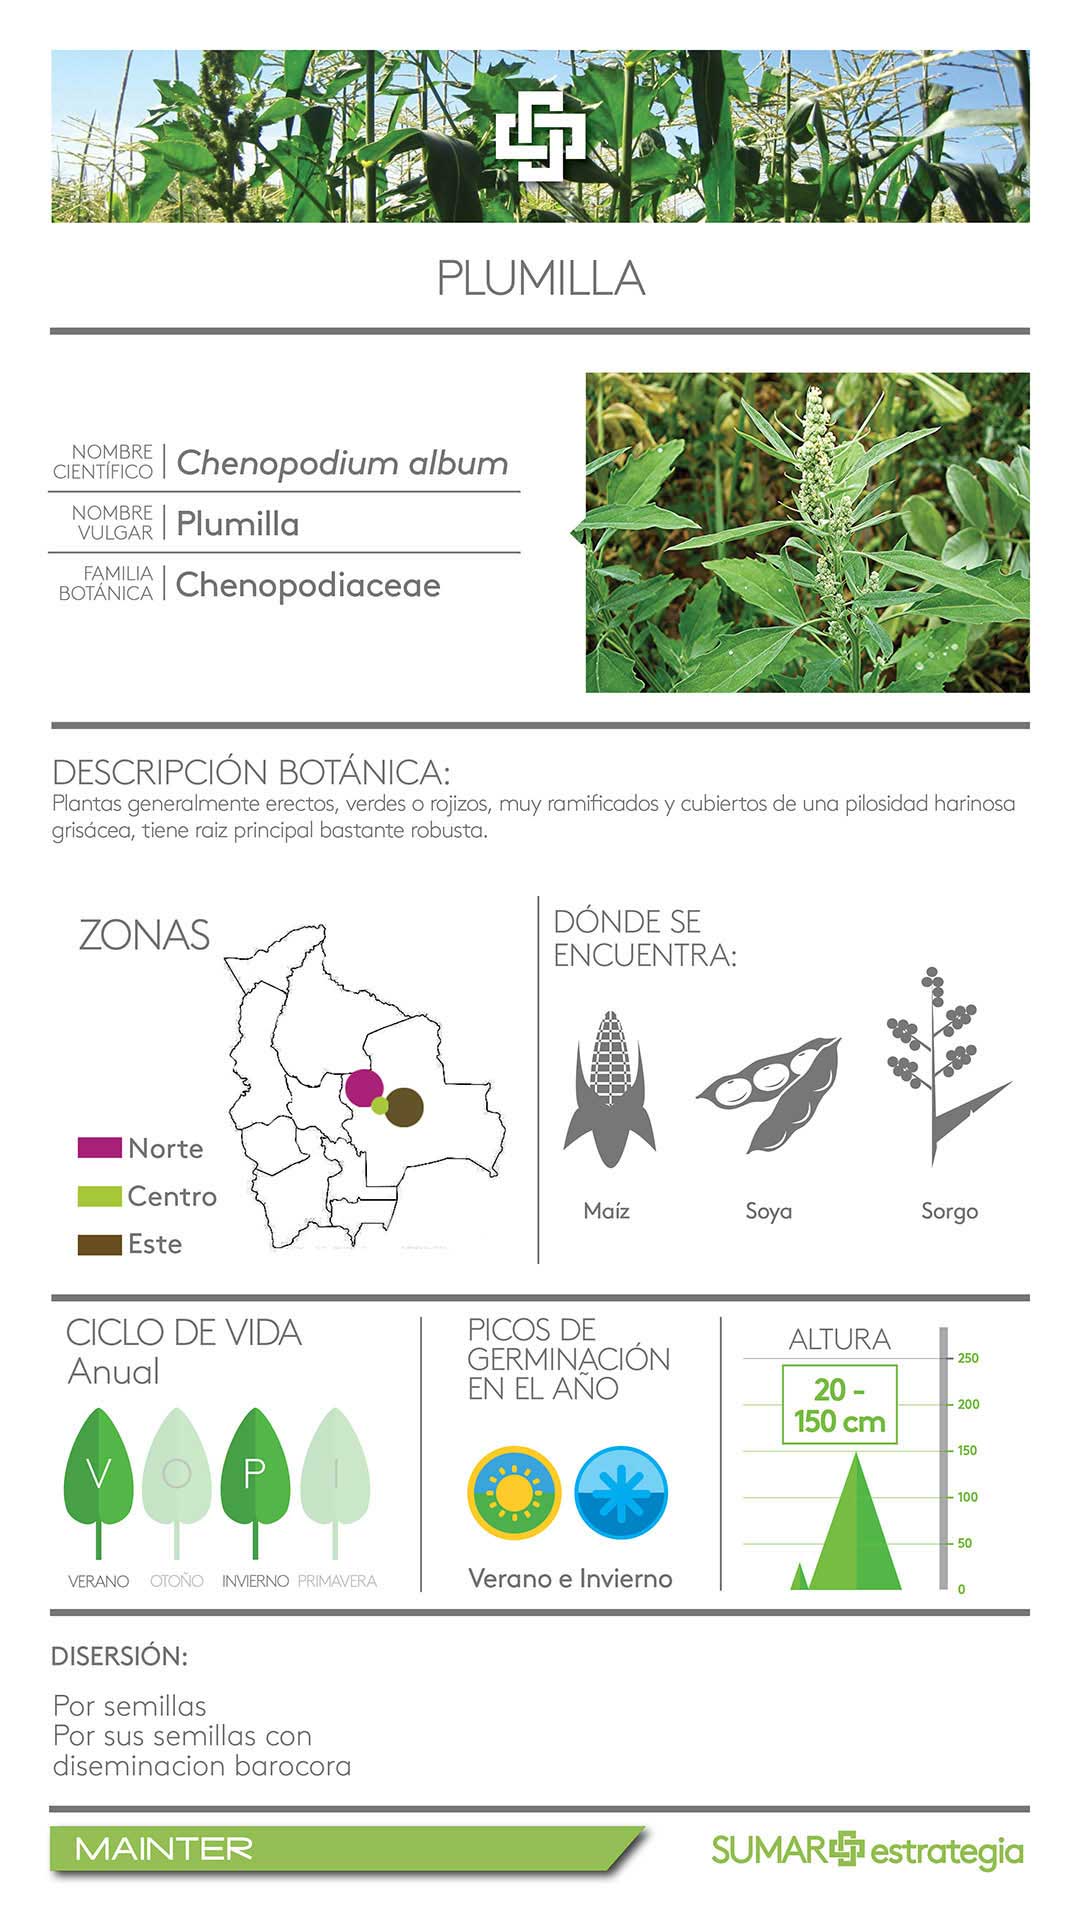 PLUMILLA
NOMBRE
CIENTÍFICO
Chenopodium album
NOMBRE
VULGAR
Plumilla
FAMILIA
BOTÁNICA
Chenopodiaceae
DESCRIPCIÓN BOTÁNICA:
Plantas generalmente erectos, verdes o rojizos, muy ramificados y cubiertos de una pilosidad harinosa
grisácea, tiene raiz principal bastante robusta.
ZONAS
Norte
Centro
Este
DÓNDE SE
ENCUENTRA:
Maíz
Soya
Sorgo
CICLO DE VIDA
Anual
V
O
P
I
VERANO
OTOÑO
INVIERNO
PRIMAVERA
PICOS DE
GERMINACIÓN
EN EL AÑO
Verano e Invierno
ALTURA
20 -
150 cm
250
200
150
100
50
0
DISERSIÓN:
Por semillas
Por sus semillas con
diseminacion barocora
MAINTER
SUMAR estrategia